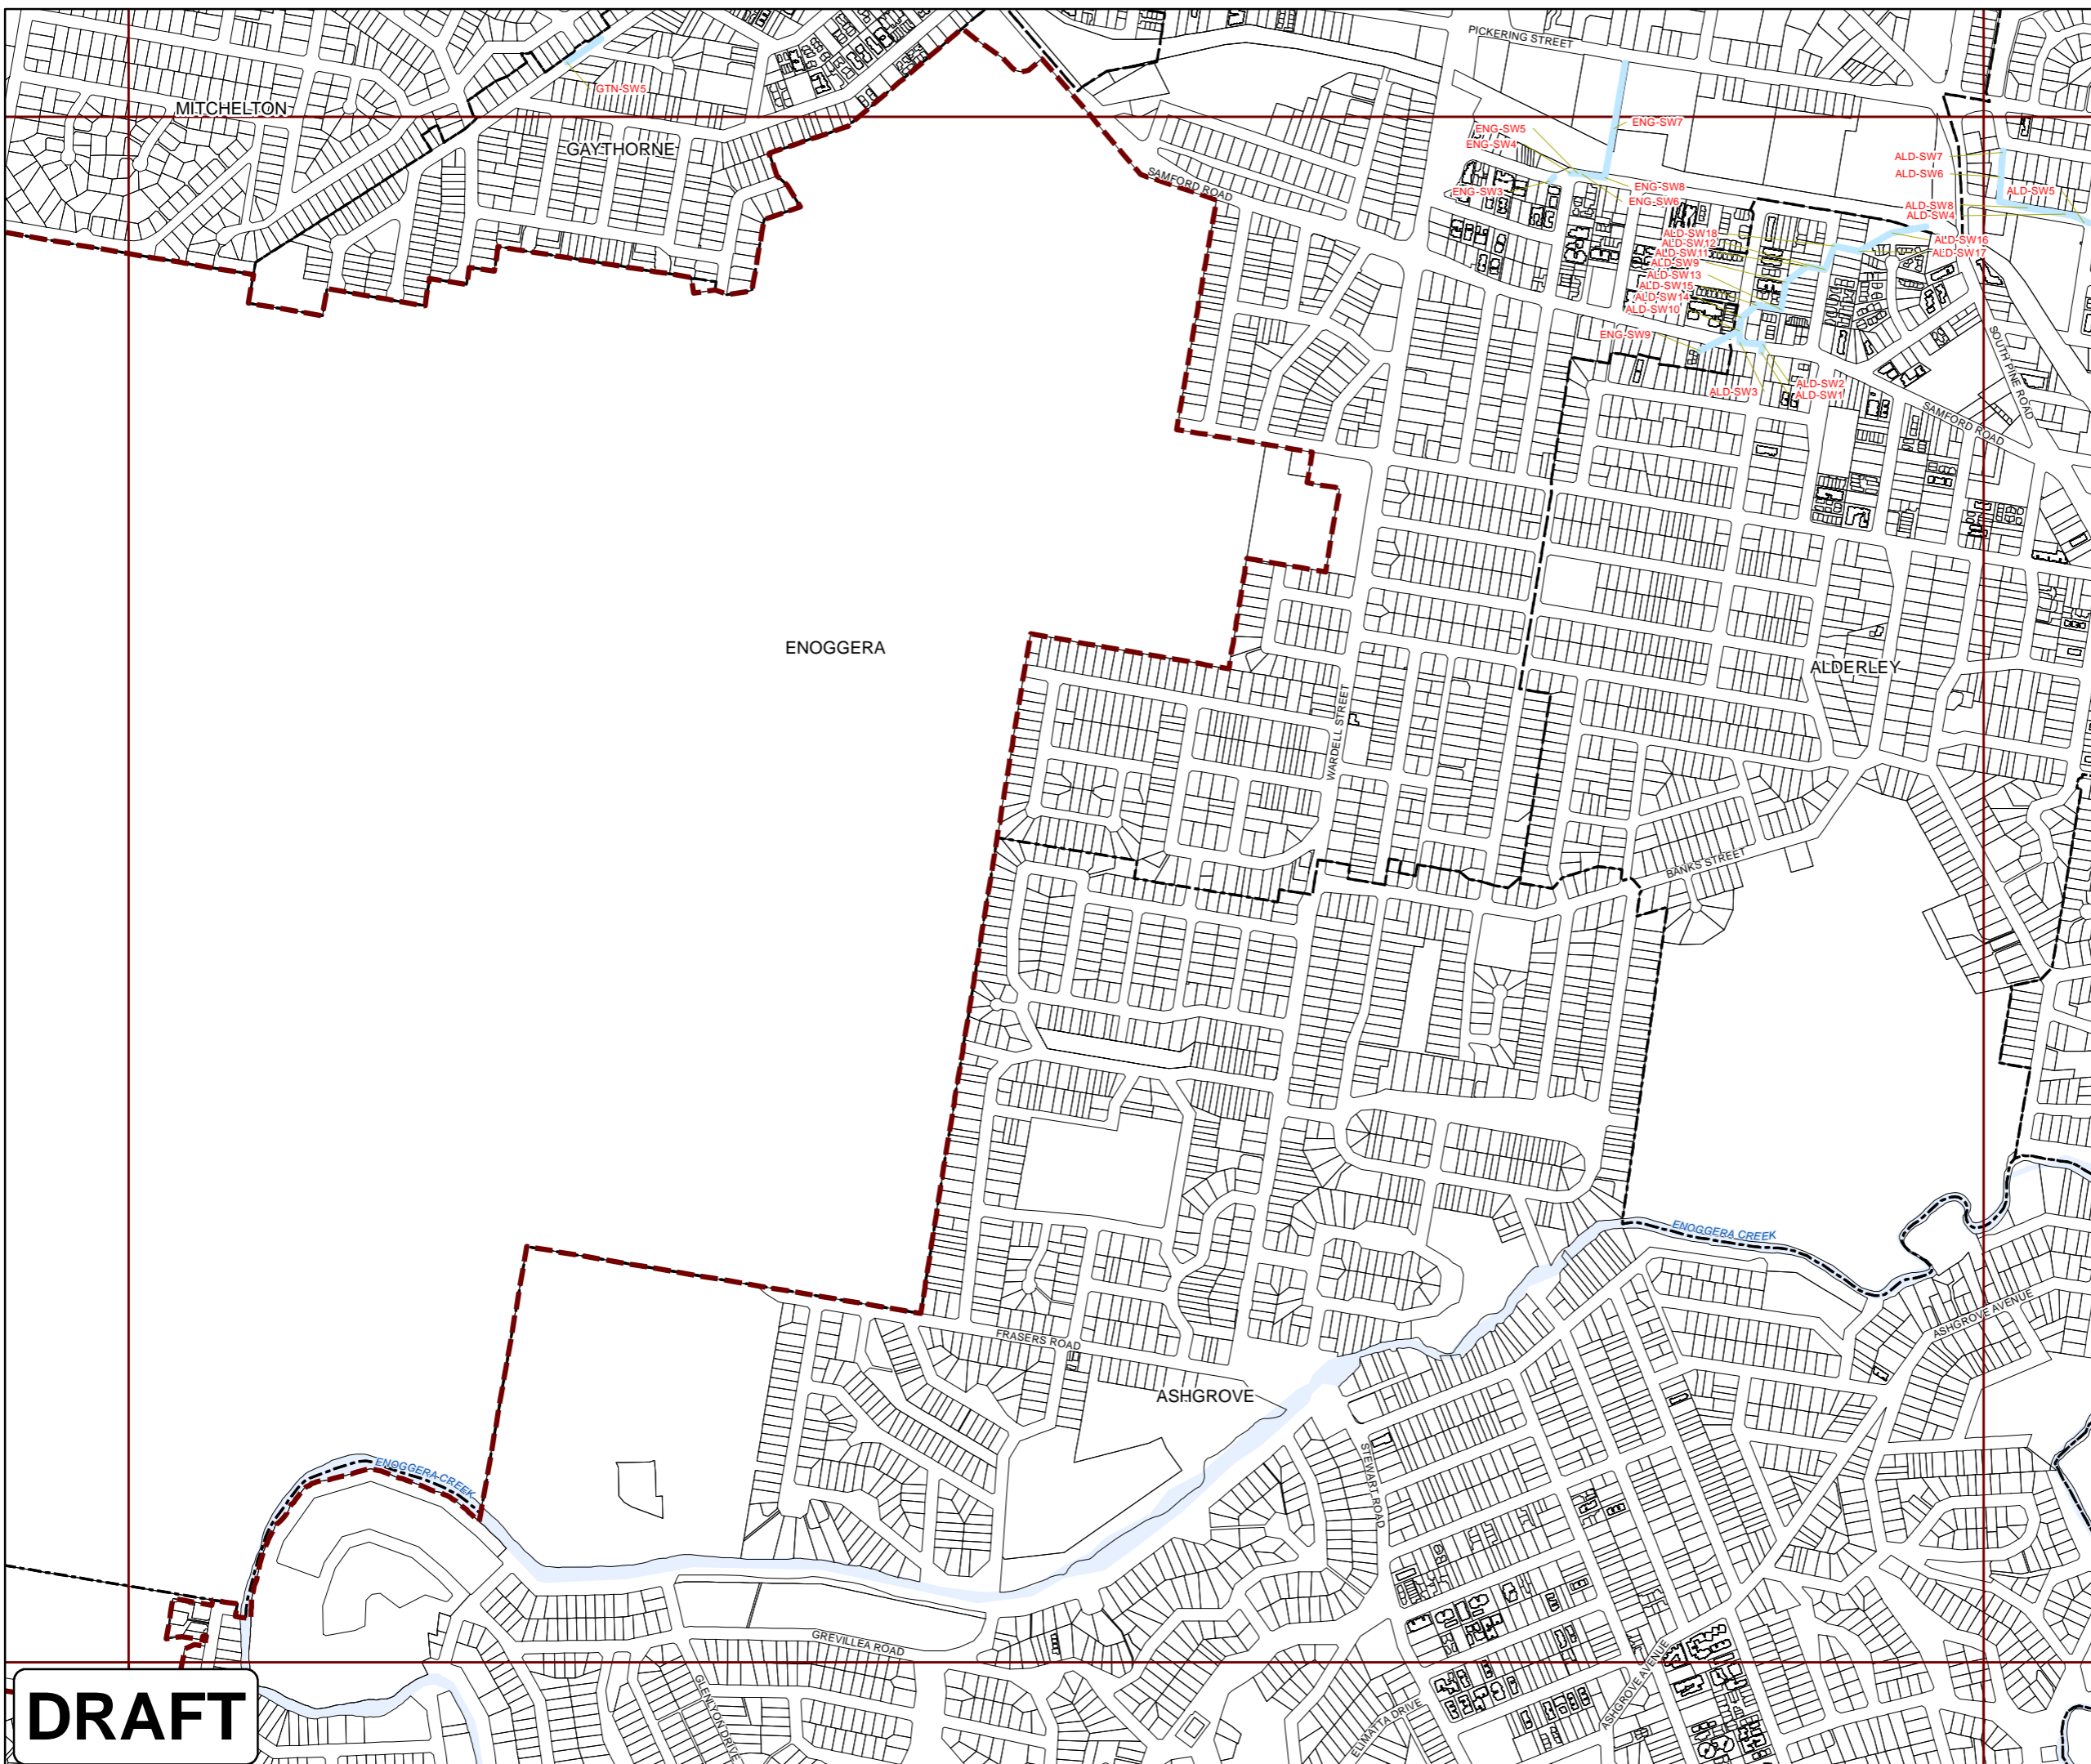 PICKERING STREET
GTN-SW5
MITCHELTON
GAYTHORNE
ENG-SW7
ENG-SW5
ENG-SW4
ALD-SW7
ALD-SW6
SAMFORD ROAD
ENG-SW3
ENG-SW8
ENG-SW6
ALD-SW5
ALD-SW8
ALD-SW4
ALD-SW18
ALD-SW12
ALD-SW11
ALD-SW9
ALD-SW13
ALD-SW15
ALD-SW14
ALD-SW10
ALD-SW16
ALD-SW17
ENG-SW9
SOUTH PINE ROAD
ALD-SW3
ALD-SW2
ALD-SW1
SAMFORD ROAD
ENOGGERA
ALDERLEY
WARDELL STREET
BANKS STREET
ENOGGERA CREEK
ASHGROVE AVENUE
FRASERS ROAD
ASHGROVE
STEWART ROAD
ENOGGERA CREEK
GREVILLEA ROAD
GLENLYON DRIVE
ELIMATTA DRIVE
ASHGROVE AVENUE
DRAFT